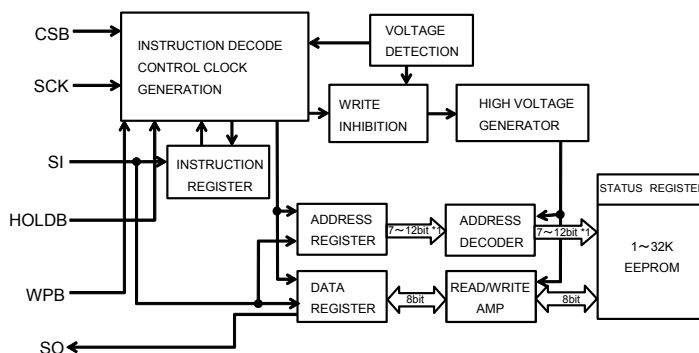 CSB
SCK
SI
HOLDB
WPB
SO
INSTRUCTION DECODE
CONTROL CLOCK
GENERATION
VOLTAGE
DETECTION
WRITE
INHIBITION
HIGH VOLTAGE
GENERATOR
INSTRUCTION
REGISTER
ADDRESS
REGISTER
7~12bit *1
ADDRESS
DECODER
7~12bit *1
DATA
REGISTER
8bit
READ/WRITE
AMP
8bit
STATUS REGISTER
1~32K
EEPROM